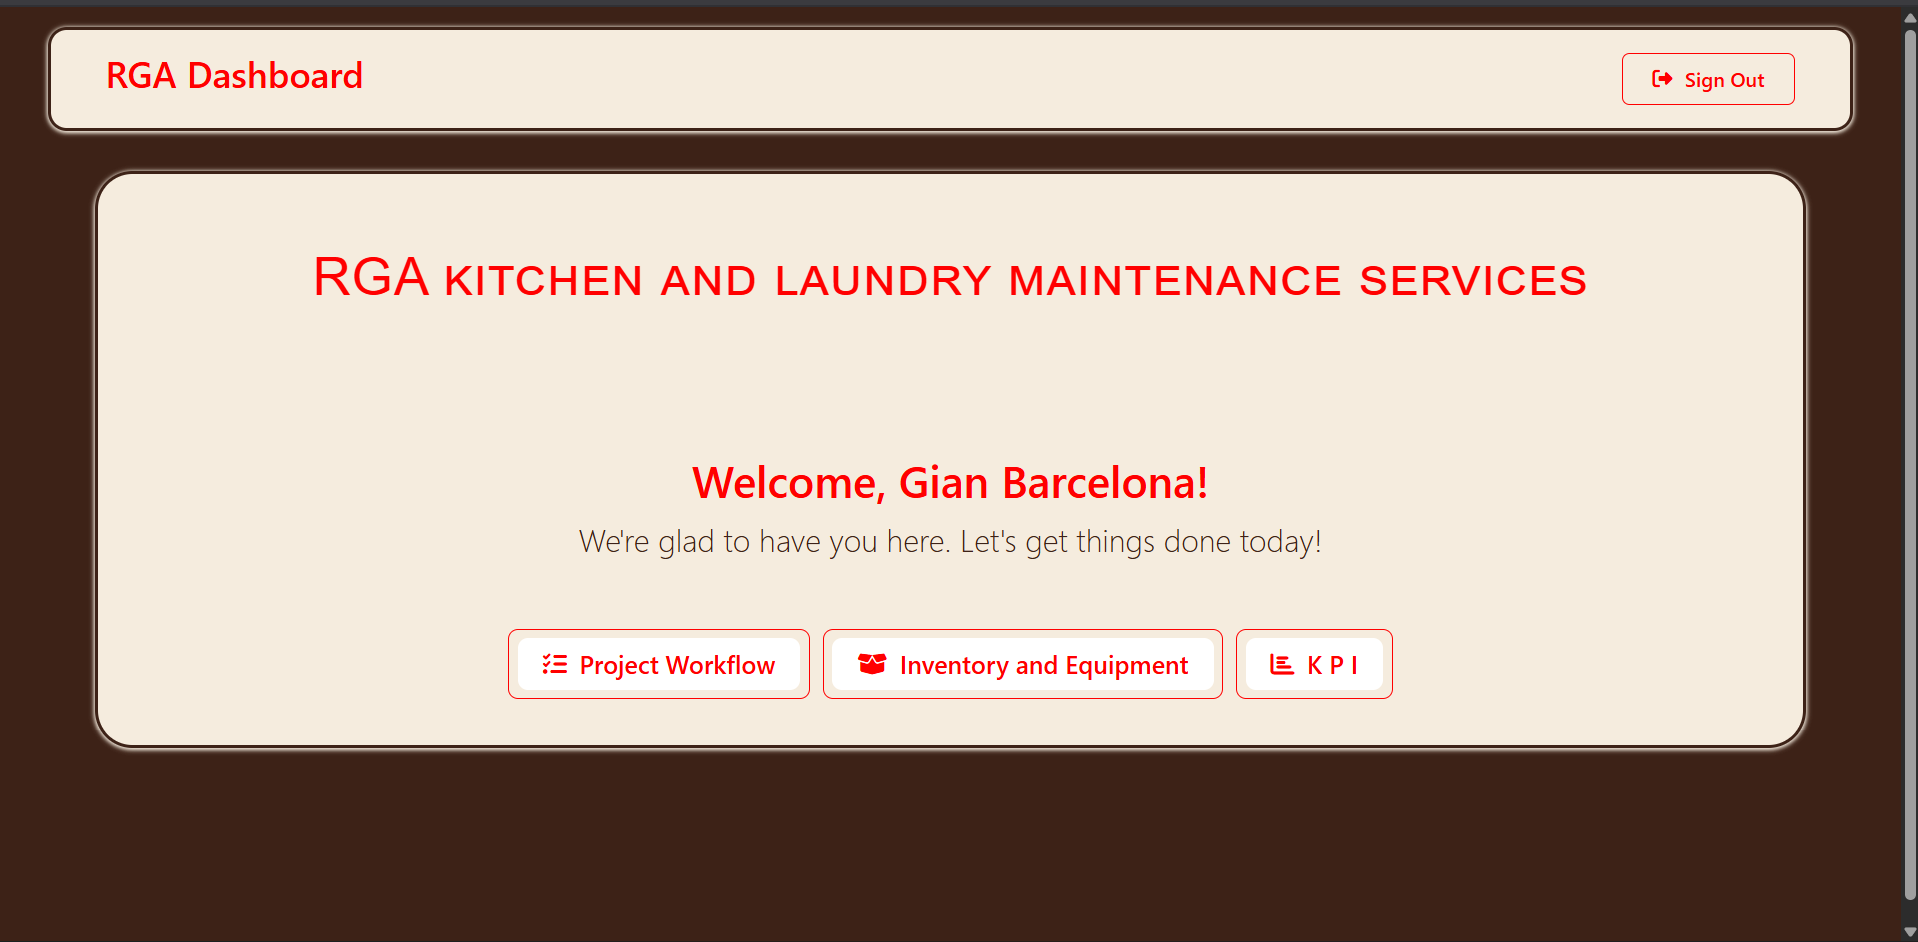 RGA Dashboard
Sign Out
RGA KITCHEN AND LAUNDRY MAINTENANCE SERVICES
Welcome, Gian Barcelona!
We're glad to have you here. Let's get things done today!
Project Workflow
Inventory and Equipment
K P I